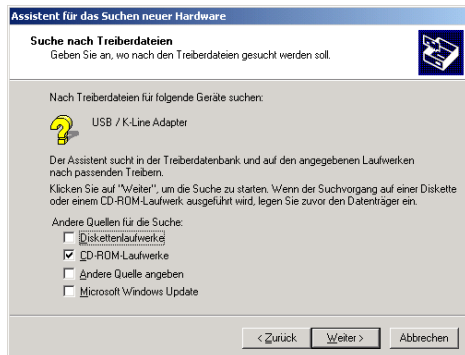 Assistent für das Suchen neuer Hardware
Suche nach Treiberdateien
Geben Sie an, wo nach den Treiberdateien gesucht werden soll.
Nach Treiberdateien für folgende Geräte suchen:
USB / K-Line Adapter
Der Assistent sucht in der Treiberdatenbank und auf den angegebenen Laufwerken
nach passenden Treibern.
Klicken Sie auf "Weiter", um die Suche zu starten. Wenn der Suchvorgang auf einer Diskette
oder einem CD-ROM-Laufwerk ausgeführt wird, legen Sie zuvor den Datenträger ein.
Andere Quellen für die Suche:
Diskettenlaufwerke
CD-ROM-Laufwerke
Andere Quelle angeben
Microsoft Windows Update
< Zurück Weiter > Abbrechen